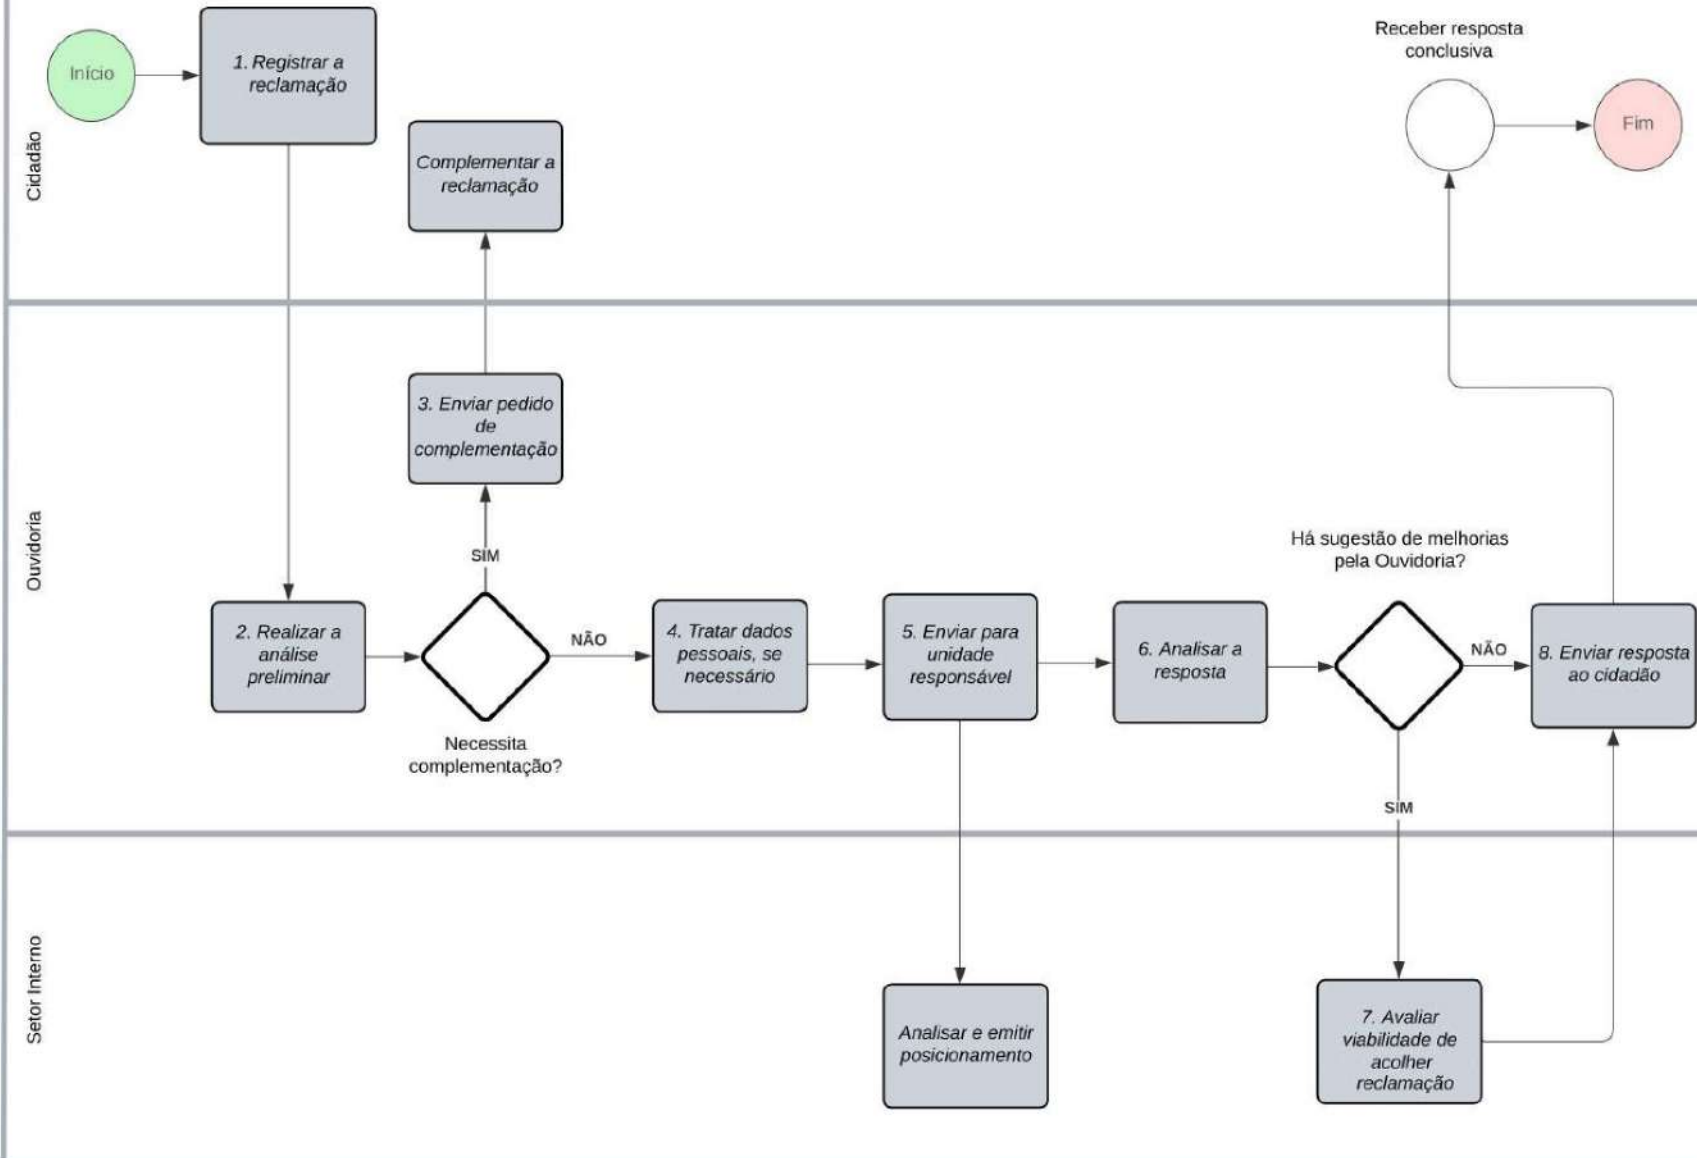 Cidadão
Início
1. Registrar a
reclamação
Complementar a
reclamação
Receber resposta
conclusiva
Fim
Ouvidoria
3. Enviar pedido
de
complementação
SIM
2. Realizar a
análise
preliminar
Necessita
complementação?
NÃO
4. Tratar dados
pessoais, se
necessário
5. Enviar para
unidade
responsável
6. Analisar a
resposta
Há sugestão de melhorias
pela Ouvidoria?
NÃO
8. Enviar resposta
ao cidadão
SIM
Setor Interno
Analisar e emitir
posicionamento
7. Avaliar
viabilidade de
acolher
reclamação